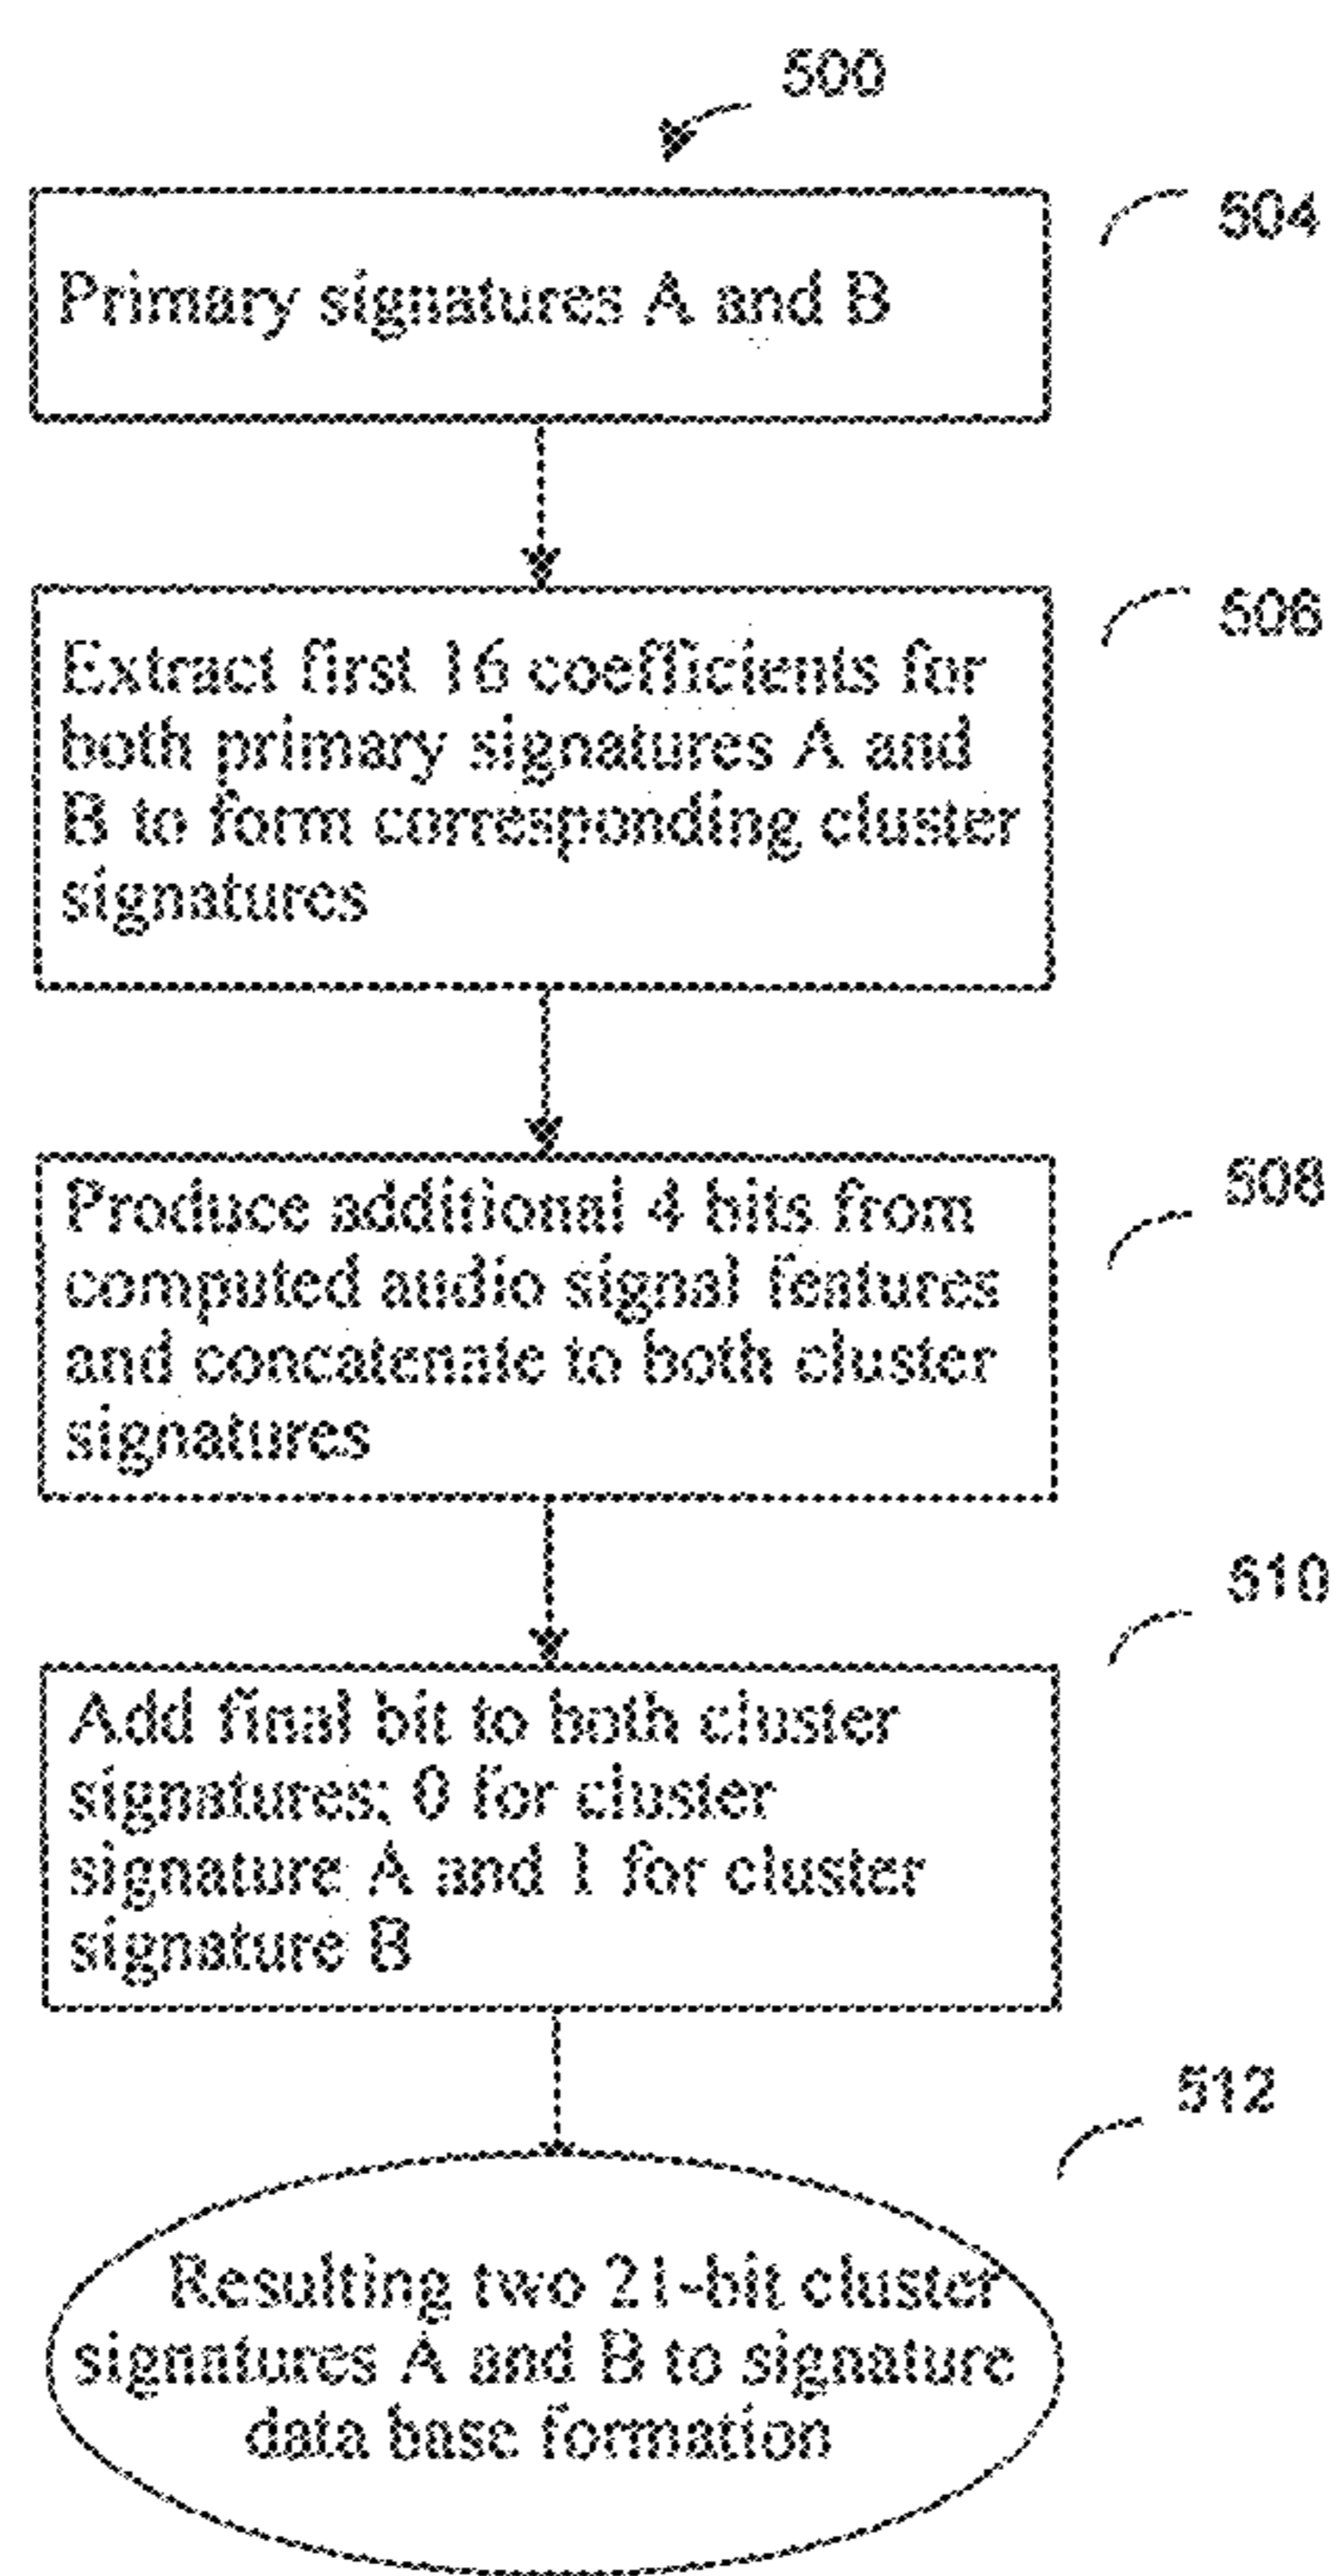 500
504
Primary signatures A and B
506
Extract first 16 coefficients for
both primary signatures A and
B to form corresponding cluster
signatures
508
Produce additional 4 bits from
computed audio signal features
and concatenate to both cluster
signatures
510
Add final bit to both cluster
signatures; 0 for cluster
signature A and 1 for cluster
signature B
512
Resulting two 21-bit cluster
signatures A and B to signature
data base formation